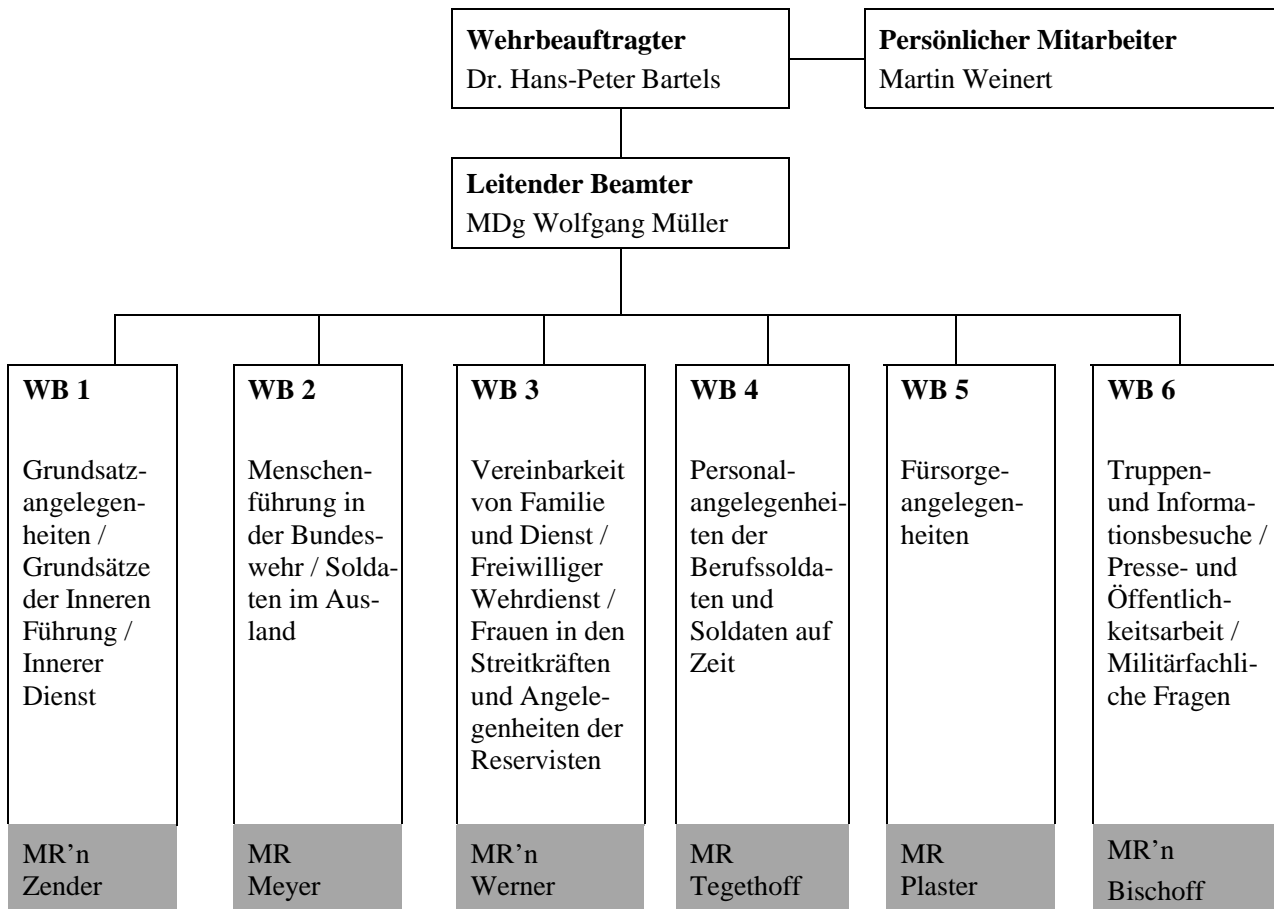 Wehrbeauftragter
Dr. Hans-Peter Bartels
Persönlicher Mitarbeiter
Martin Weinert
Leitender Beamter
MDg Wolfgang Müller
WB 1
Grundsatz-
angelegen-
heiten /
Grundsätze
der Inneren
Führung /
Innerer
Dienst
MR’n
Zender
WB 2
Menschen-
führung in
der Bundes-
wehr / Solda-
ten im Aus-
land
MR
Meyer
WB 3
Vereinbarkeit
von Familie
und Dienst /
Freiwilliger
Wehrdienst /
Frauen in den
Streitkräften
und Angele-
genheiten der
Reservisten
MR’n
Werner
WB 4
Personal-
angelegenhei-
ten der
Berufssolda-
ten und
Soldaten auf
Zeit
MR
Tegethoff
WB 5
Fürsorge-
angelegen-
heiten
MR
Plaster
WB 6
Truppen-
und Informa-
tionsbesuche /
Presse- und
Öffentlich-
keitsarbeit /
Militärfachli-
che Fragen
MR’n
Bischoff